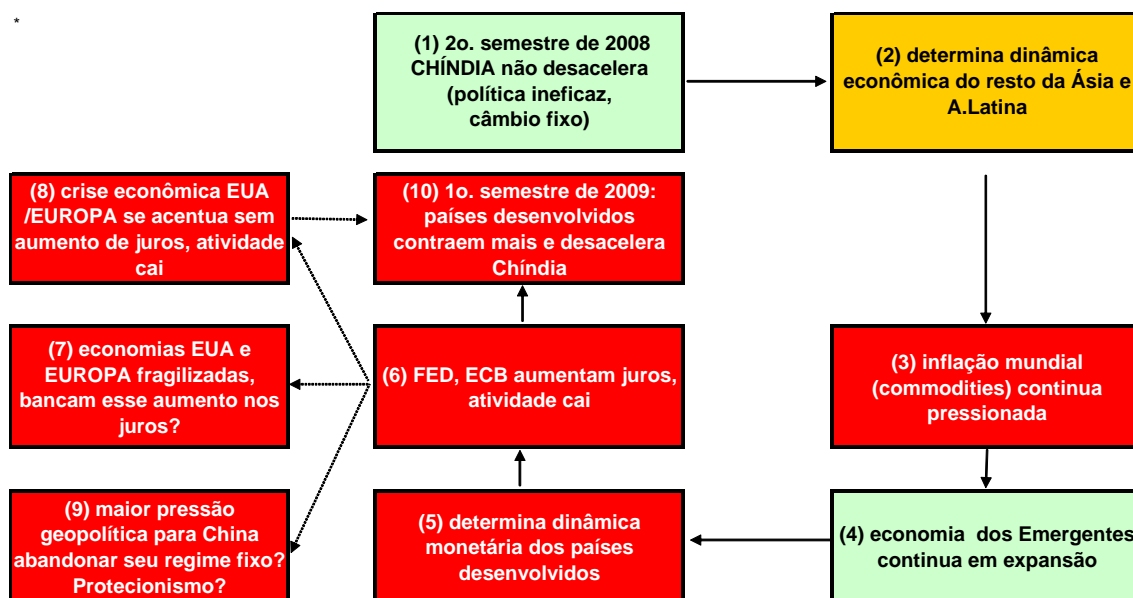 *
(1) 2o. semestre de 2008
CHÍNDIA não desacelera
(política ineficaz,
câmbio fixo)
(2) determina dinâmica
econômica do resto da Ásia e
A.Latina
(8) crise econômica EUA
/EUROPA se acentua sem
aumento de juros, atividade
cai
(10) 1o. semestre de 2009:
países desenvolvidos
contraem mais e desacelera
Chíndia
(7) economias EUA e
EUROPA fragilizadas,
bancam esse aumento nos
juros?
(6) FED, ECB aumentam juros,
atividade cai
(3) inflação mundial
(commodities) continua
pressionada
(9) maior pressão
geopolítica para China
abandonar seu regime fixo?
Protecionismo?
(5) determina dinâmica
monetária dos países
desenvolvidos
(4) economia dos Emergentes
continua em expansão